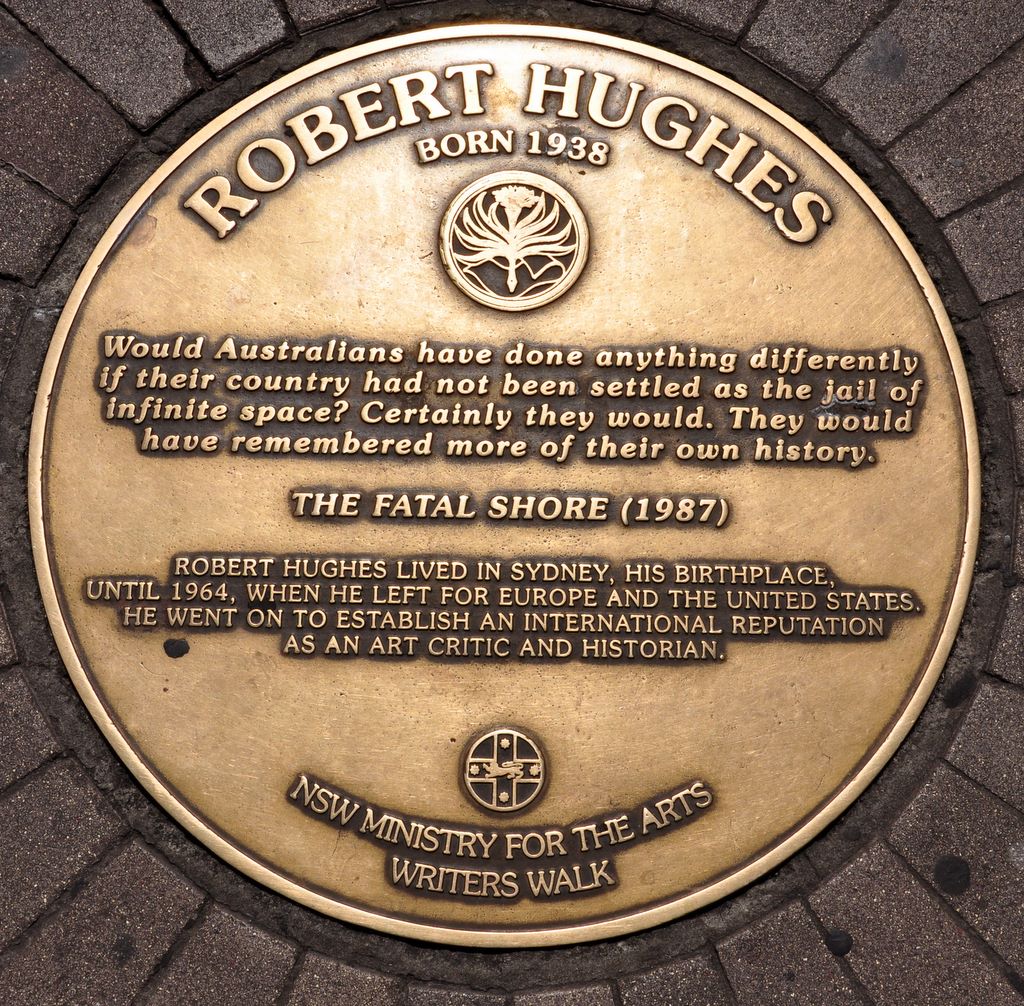 ROBERT HUGHES
BORN 1938
Would Australians have done anything differently
if their country had not been settled as the jail of
infinite space? Certainly they would. They would
have remembered more of their own history.
THE FATAL SHORE (1987)
ROBERT HUGHES LIVED IN SYDNEY, HIS BIRTHPLACE,
UNTIL 1964, WHEN HE LEFT FOR EUROPE AND THE UNITED STATES.
HE WENT ON TO ESTABLISH AN INTERNATIONAL REPUTATION
AS AN ART CRITIC AND HISTORIAN.
NSW MINISTRY FOR THE ARTS
WRITERS WALK